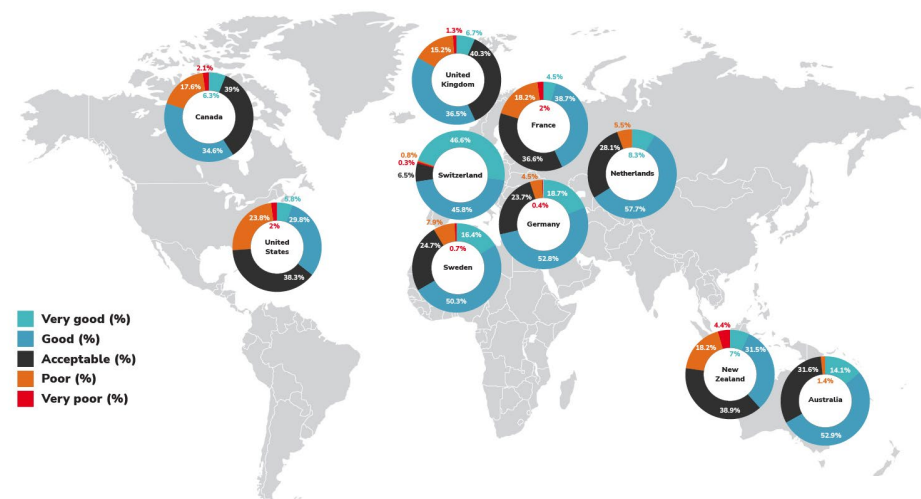 1.3%
6.7%
15.2%
40.3%
United
Kingdom
36.5%
2.1%
17.6%
39%
6.3%
Canada
34.6%
4.5%
18.2%
38.7%
2%
France
36.6%
46.6%
0.8%
0.3%
6.5%
Switzerland
45.8%
5.5%
28.1%
8.3%
Netherlands
57.7%
4.5%
23.7%
18.7%
0.4%
Germany
52.8%
23.8%
29.8%
2%
United
States
38.3%
7.9%
24.7%
16.4%
0.7%
Sweden
50.3%
Very good (%)
Good (%)
Acceptable (%)
Poor (%)
Very poor (%)
4.4%
18.2%
31.5%
7%
New
Zealand
38.9%
31.6%
14.1%
1.4%
Australia
52.9%